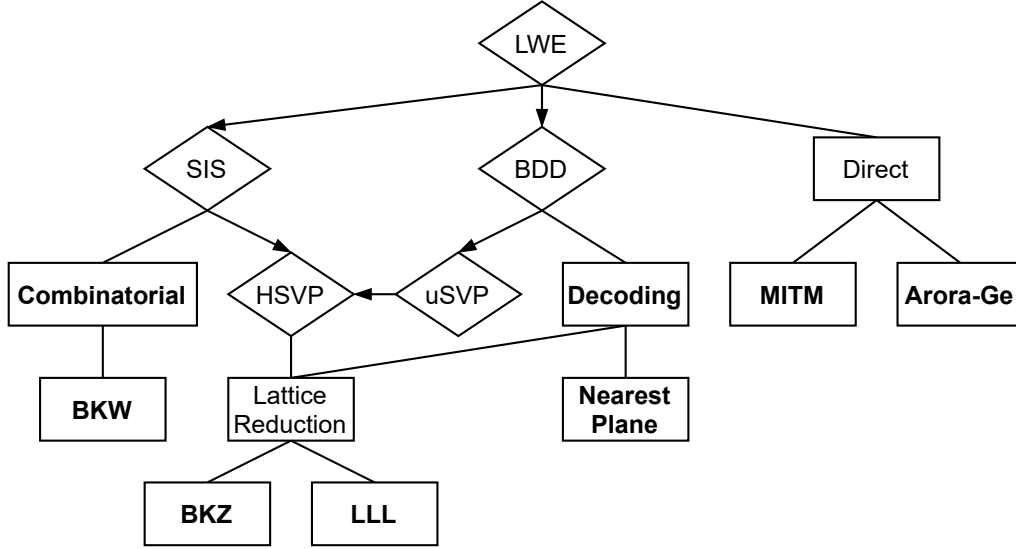 LWE
SIS
BDD
Direct
Combinatorial
HSVP
uSVP
Decoding
MITM
Arora-Ge
BKW
Lattice
Reduction
Nearest
Plane
BKZ
LLL